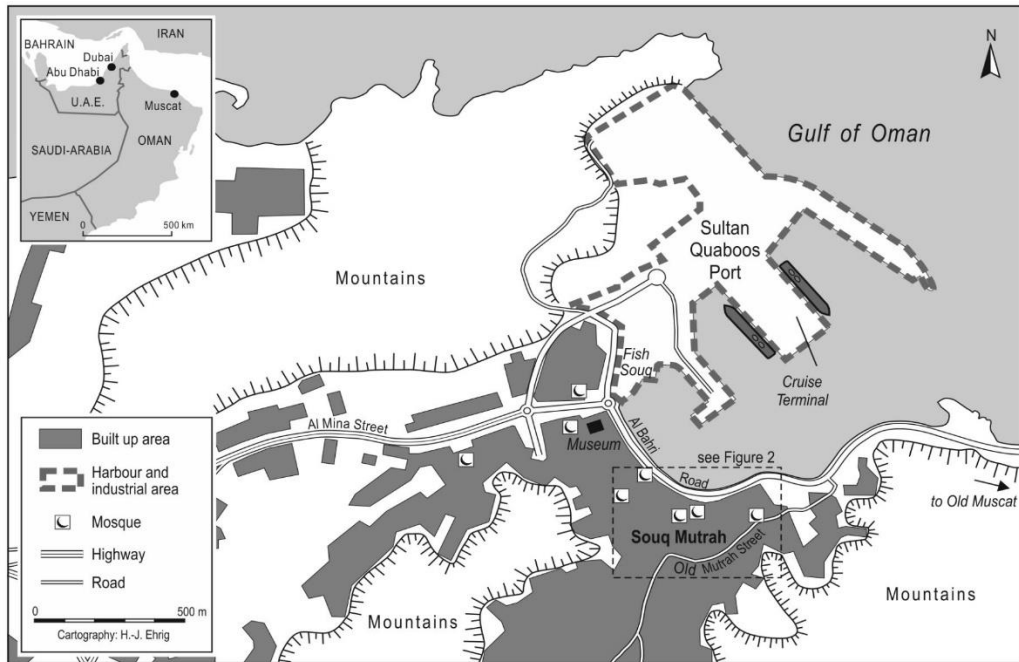 BAHRAIN
IRAN
Dubai
Abu Dhabi
U.A.E.
Muscat
SAUDI-ARABIA
OMAN
YEMEN
0 500 km
N
Gulf of Oman
Sultan
Quaboos
Port
Mountains
Fish
Souq
Cruise
Terminal
Al Mina Street
Museum
Al Bahri
Road
see Figure 2
to Old Muscat
Souq Mutrah
Old Mutrah Street
Mountains
Mountains
Built up area
Harbour and
industrial area
Mosque
Highway
Road
0 500 m
Cartography: H.-J. Ehrig